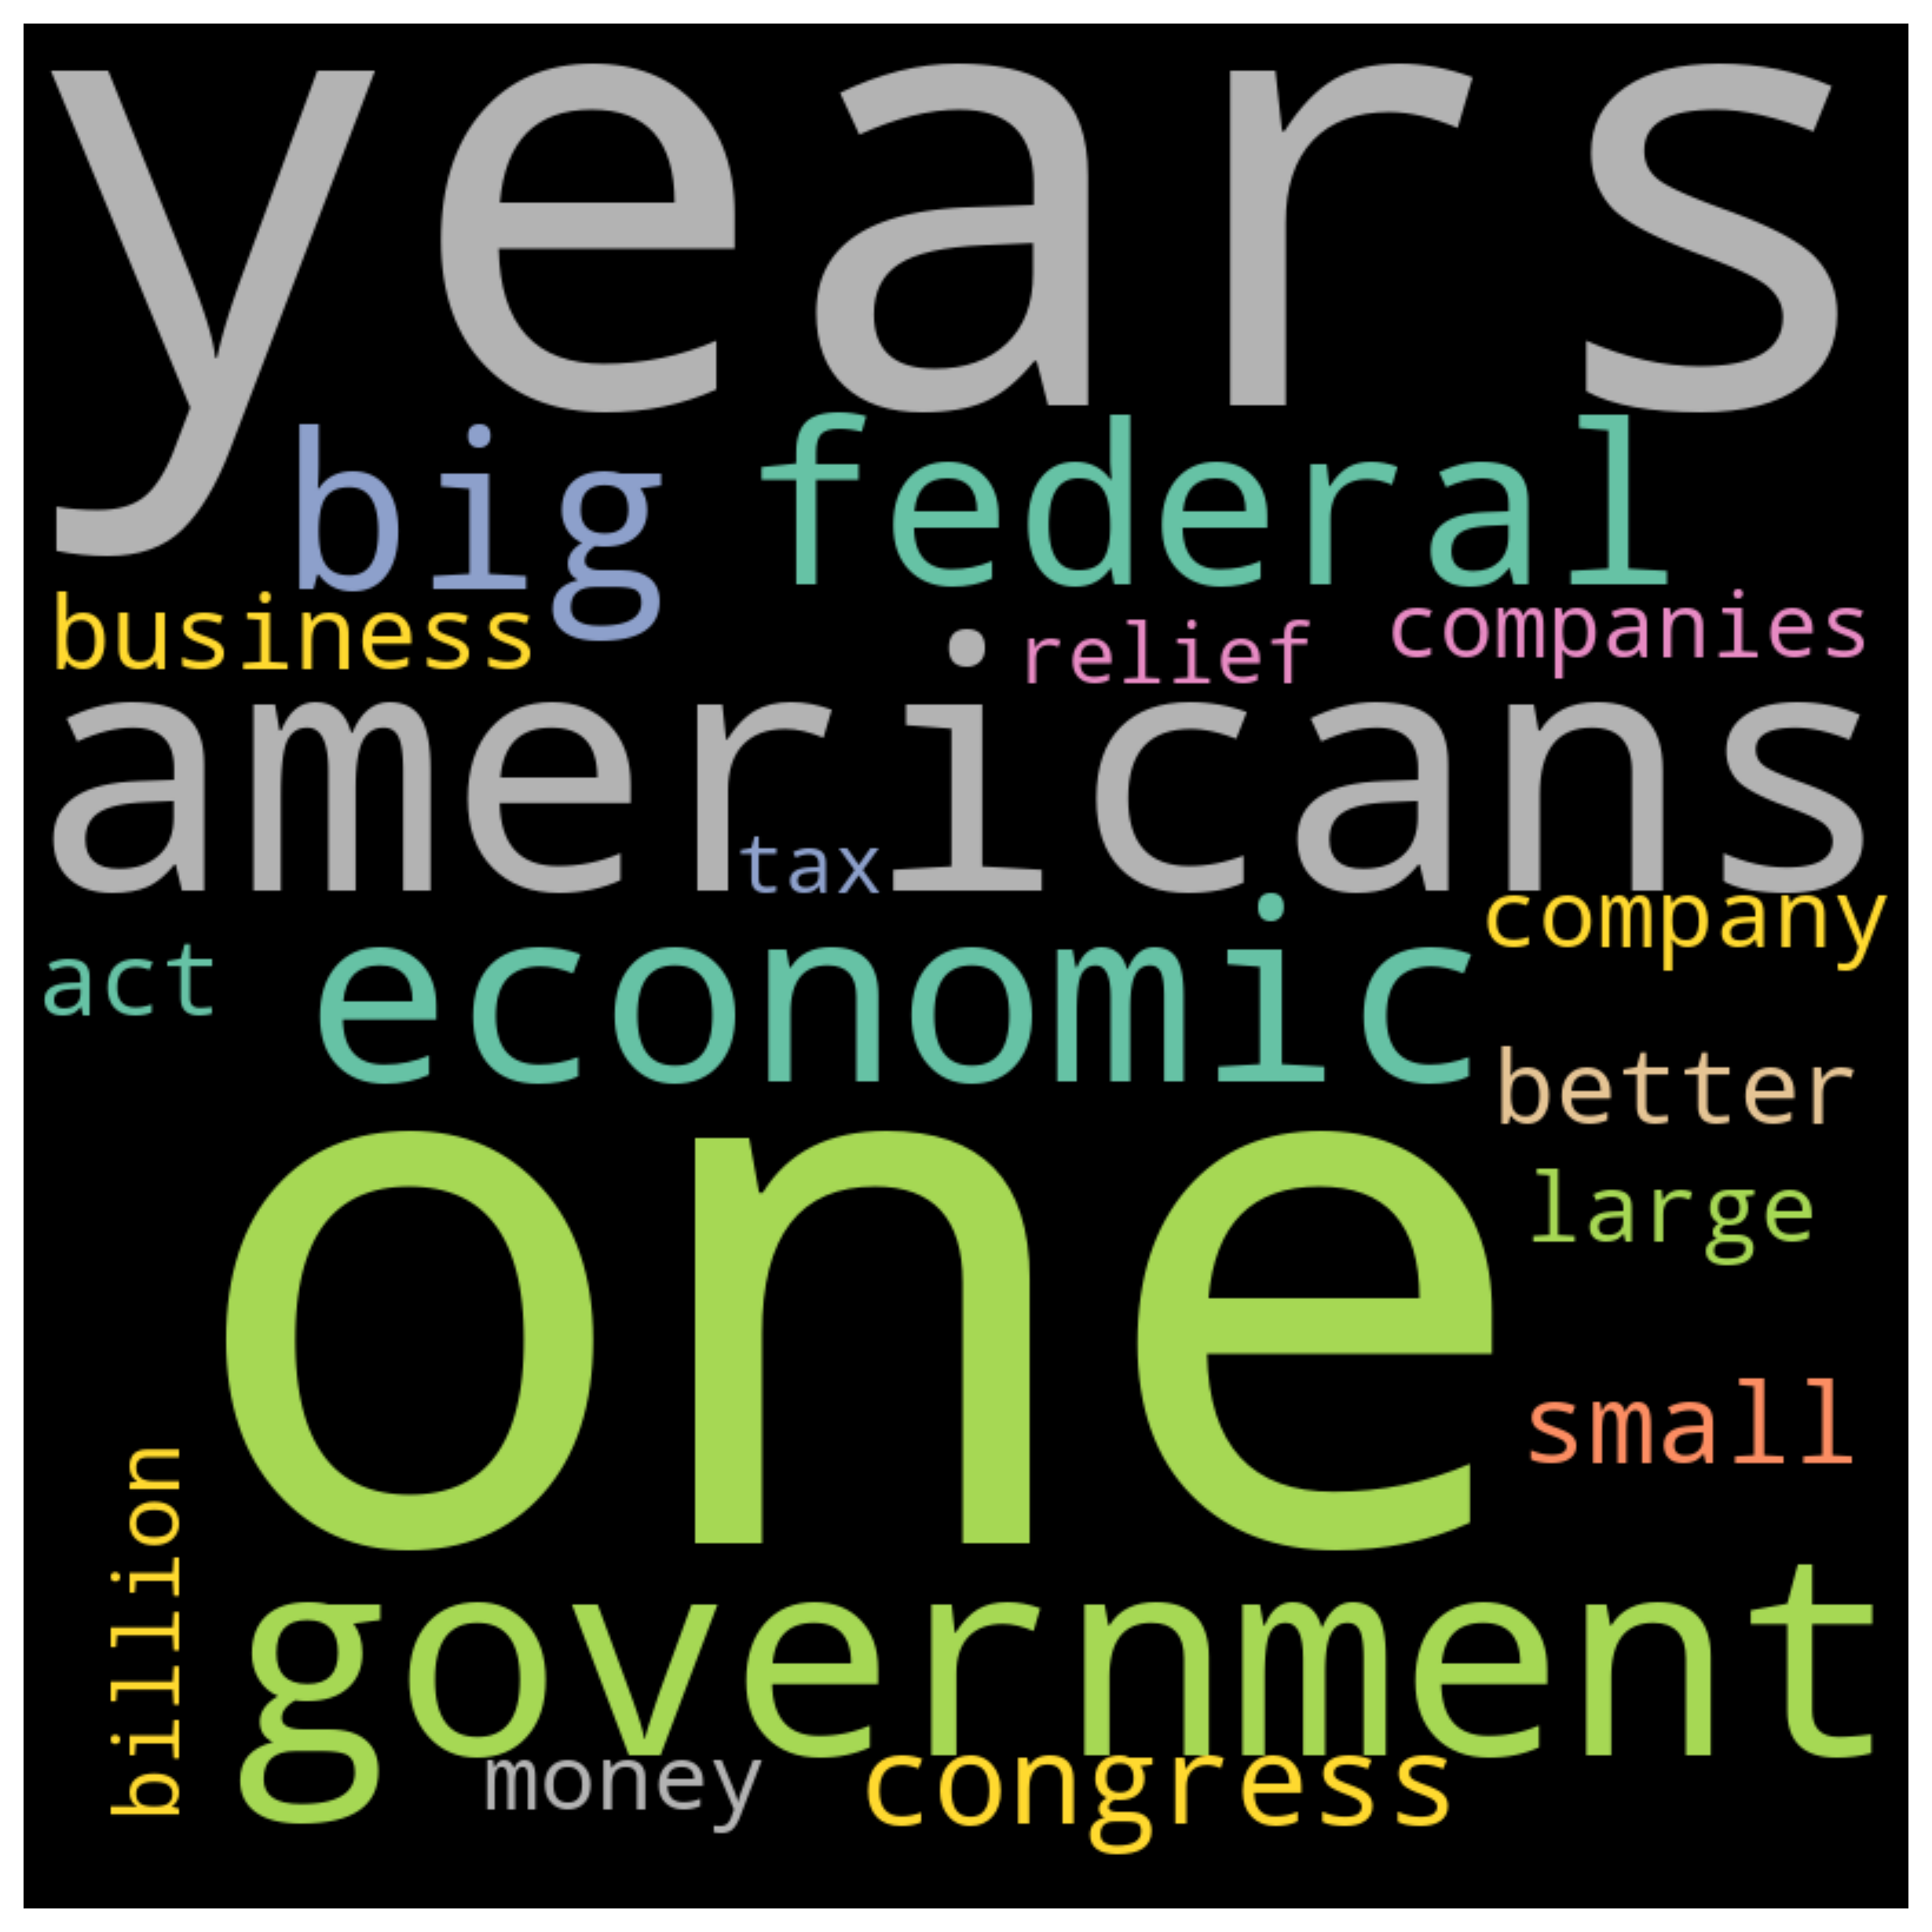 years
big federal
business relief companies
americans
tax
company
act economic
better
one
large
small
billion
government
money congress